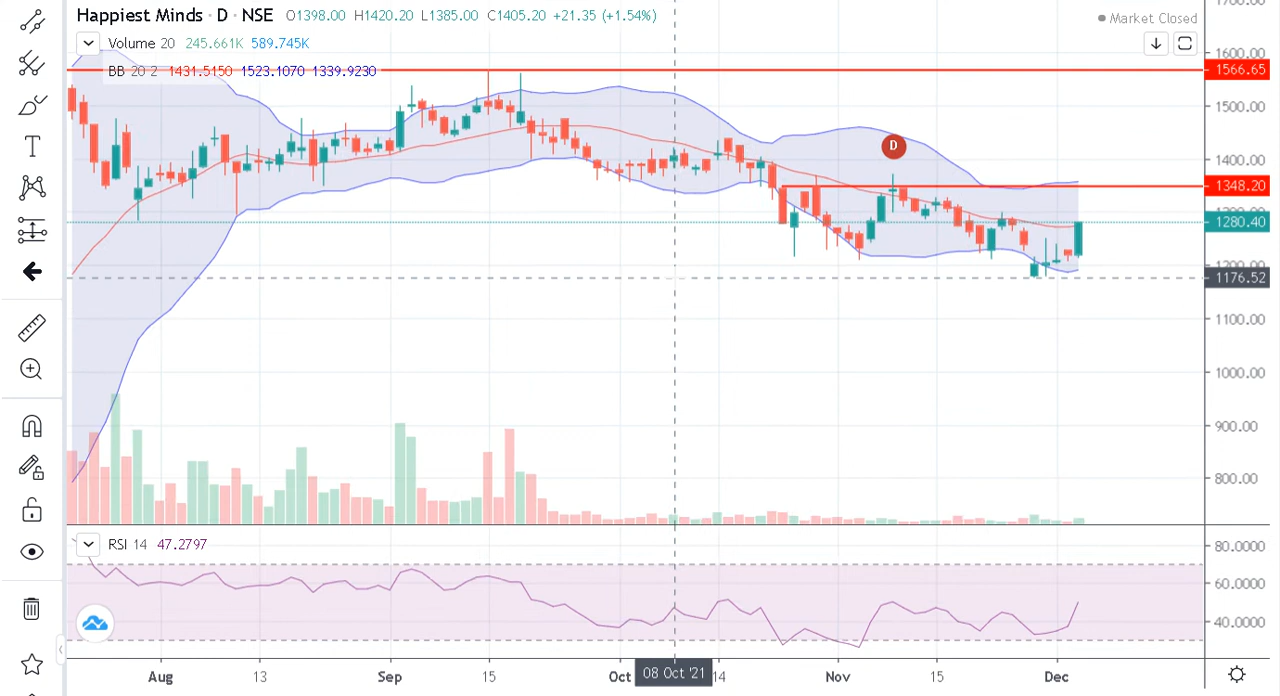 Happiest Minds · D · NSE O1398.00 H1420.20 L1385.00 C1405.20 +21.35 (+1.54%)
Market Closed
Volume 20 245.661K 589.745K
BB 20 2 1431.5150 1523.1070 1339.9230
1600.00
1566.65
1500.00
D
1400.00
1348.20
1300.00
1280.40
1200.00
1176.52
1100.00
1000.00
900.00
800.00
RSI 14 47.2797
80.0000
60.0000
40.0000
Aug 13 Sep 15 Oct 08 Oct '21 14 Nov 15 Dec